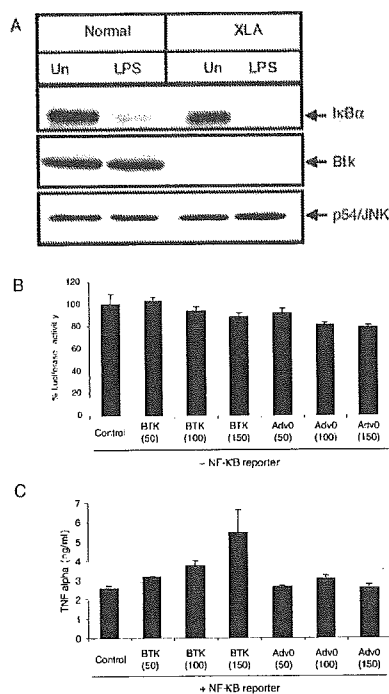 A
Normal XLA
Un LPS Un LPS
IκBα
Btk
p54/JNK
B
% Luciferase activity
120
100
80
60
40
20
0
Control BTK BTK BTK Adv0 Adv0 Adv0
(50) (100) (150) (50) (100) (150)
+ NF-KB reporter
C
TNF alpha (ng/ml)
7
6
5
4
3
2
1
0
Control BTK BTK BTK Adv0 Adv0 Adv0
(50) (100) (150) (50) (100) (150)
+ NF-KB reporter